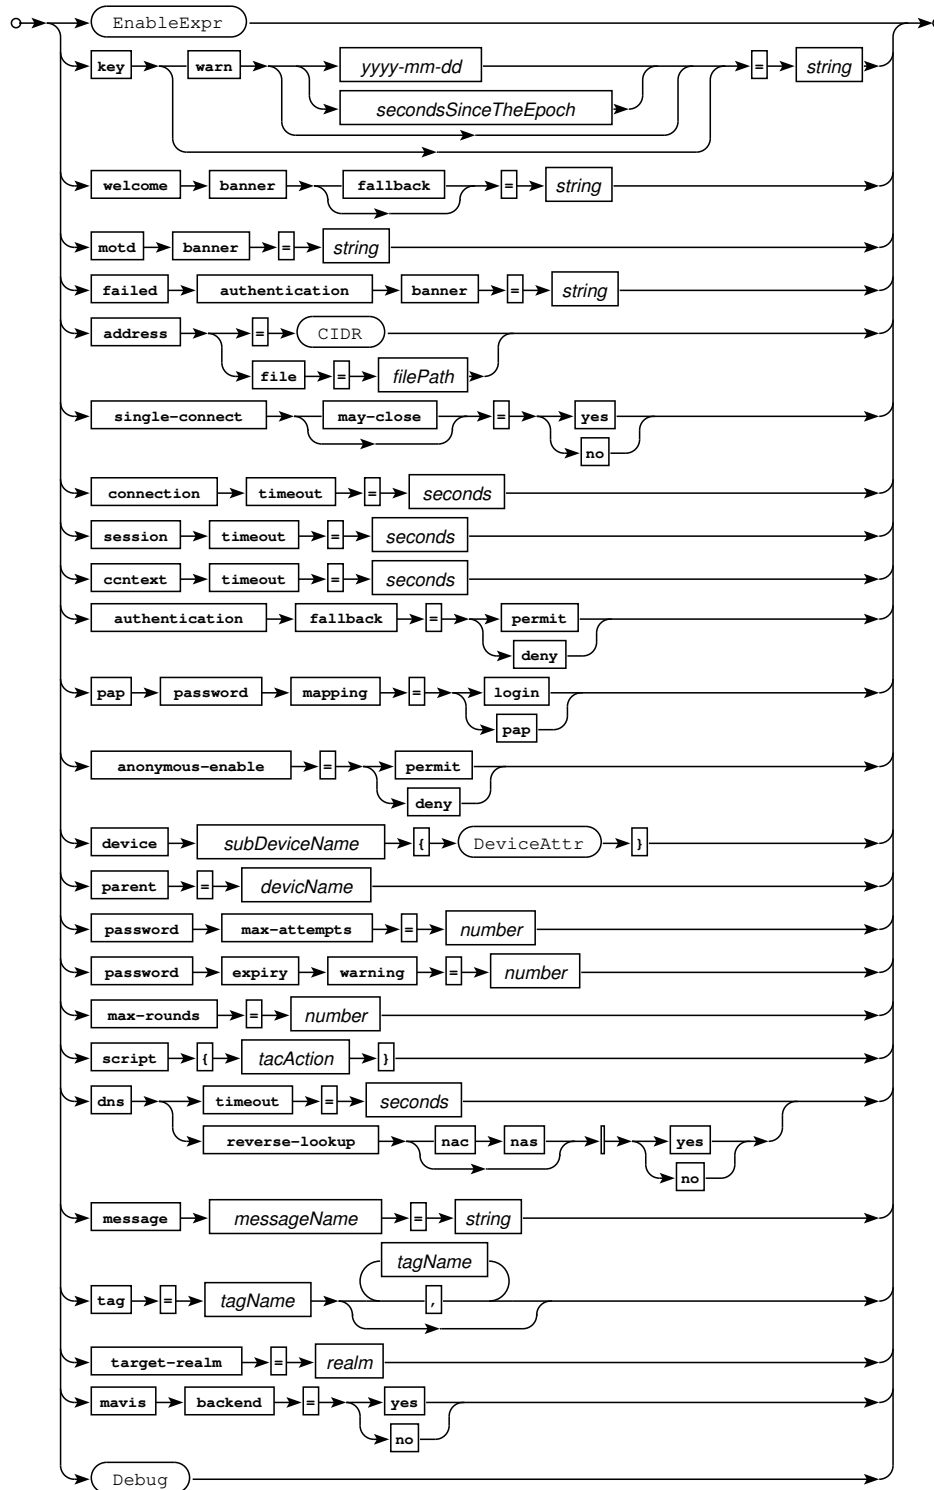 EnableExpr
key warn yyyy-mm-dd = string
secondsSinceTheEpoch
welcome banner fallback = string
motd banner = string
failed authentication banner = string
address = CIDR
file = filePath
single-connect may-close = yes
no
connection timeout = seconds
session timeout = seconds
ccntext timeout = seconds
authentication fallback = permit
deny
pap password mapping = login
pap
anonymous-enable = permit
deny
device subDeviceName { DeviceAttr }
parent = devicName
password max-attempts = number
password expiry warning = number
max-rounds = number
script { tacAction }
dns timeout = seconds
reverse-lookup nac nas yes
no
message messageName = string
tagName
tag = tagName ,
target-realm = realm
mavis backend = yes
no
Debug